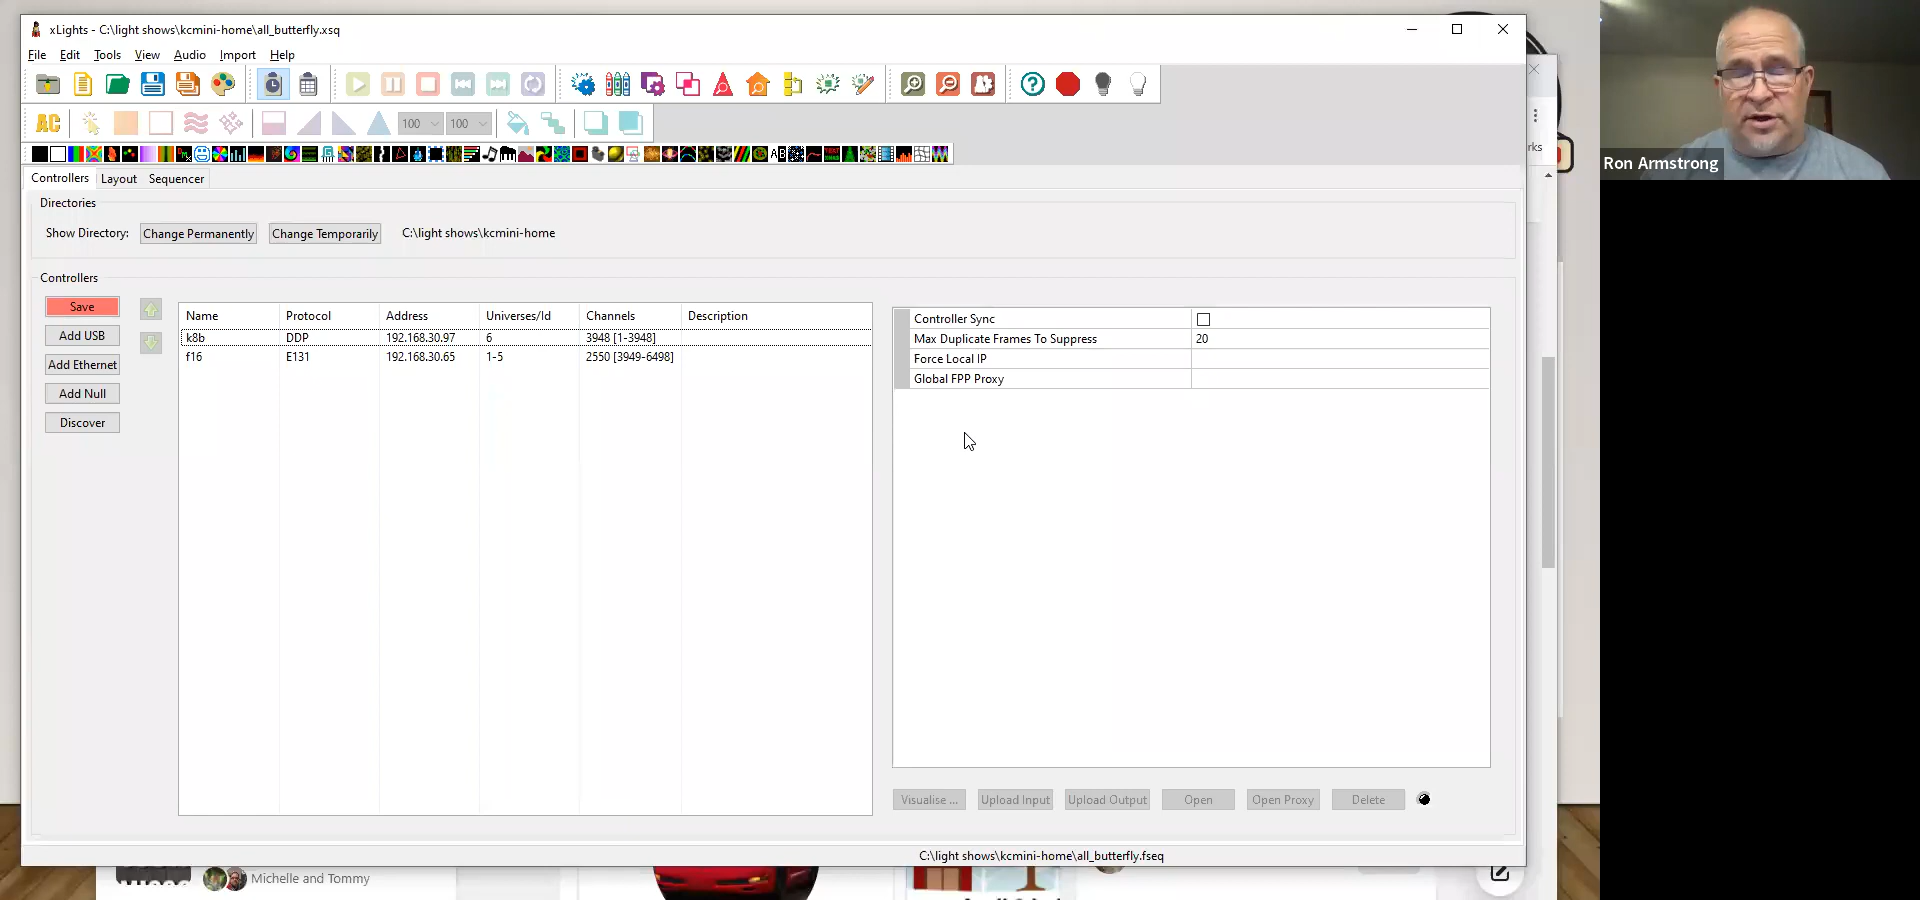 xLights - C:\light shows\kcmini-home\all_butterfly.xsq
File Edit Tools View Audio Import Help
AC 100 100
Controllers Layout Sequencer
Directories
Show Directory: Change Permanently Change Temporarily C:\light shows\kcmini-home
Controllers
Save
Add USB
Add Ethernet
Add Null
Discover
Name Protocol Address Universes/Id Channels Description
k8b DDP 192.168.30.97 6 3948 [1-3948]
f16 E131 192.168.30.65 1-5 2550 [3949-6498]
Controller Sync
Max Duplicate Frames To Suppress 20
Force Local IP
Global FPP Proxy
Visualise ... Upload Input Upload Output Open Open Proxy Delete
C:\light shows\kcmini-home\all_butterfly.fseq
Michelle and Tommy
rks
Ron Armstrong